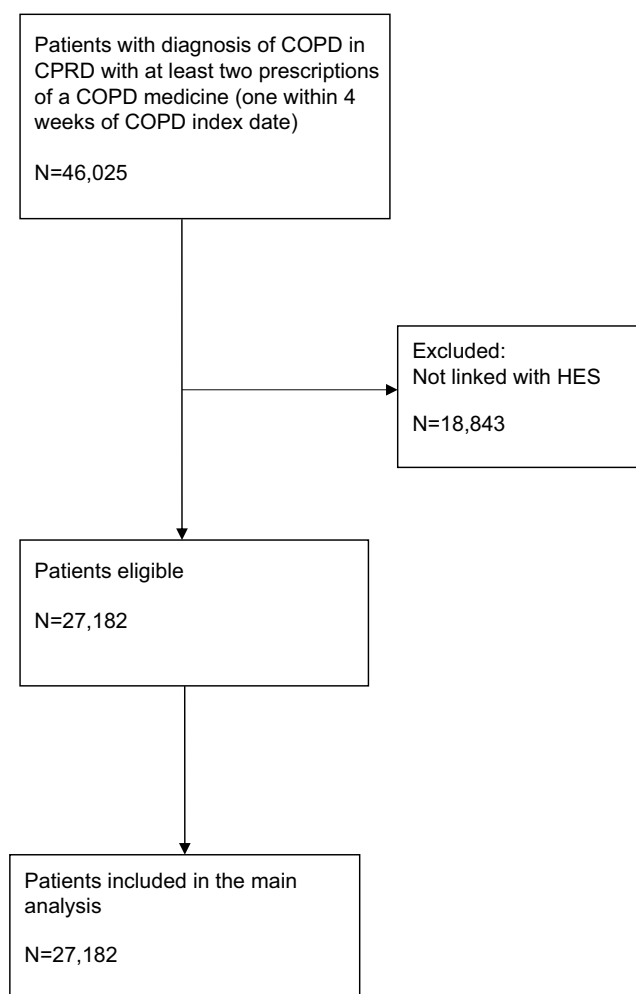 Patients with diagnosis of COPD in
CPRD with at least two prescriptions
of a COPD medicine (one within 4
weeks of COPD index date)
N=46,025
Excluded:
Not linked with HES
N=18,843
Patients eligible
N=27,182
Patients included in the main
analysis
N=27,182